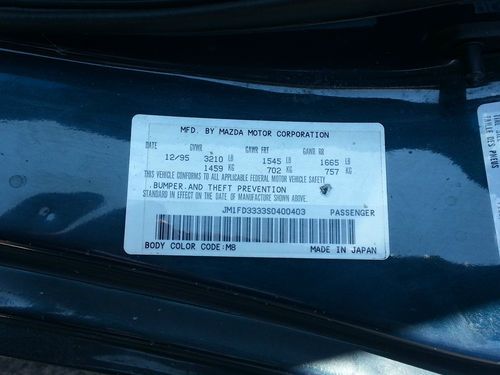 MFD. BY MAZDA MOTOR CORPORATION
DATE GVWR GAWR FRT GAWR RR
12/95 3210 LB 1545 LB 1665 LB
1459 KG 702 KG 757 KG
THIS VEHICLE CONFORMS TO ALL APPLICABLE FEDERAL MOTOR VEHICLE SAFETY
BUMPER.AND THEFT PREVENTION
STANDARD IN EFFECT ON THE DATE OF MANUFACTURE SHOWN ABOVE.
JM1FD3333S0400403 PASSENGER
BODY COLOR CODE:M8 MADE IN JAPAN
DES PNEUS